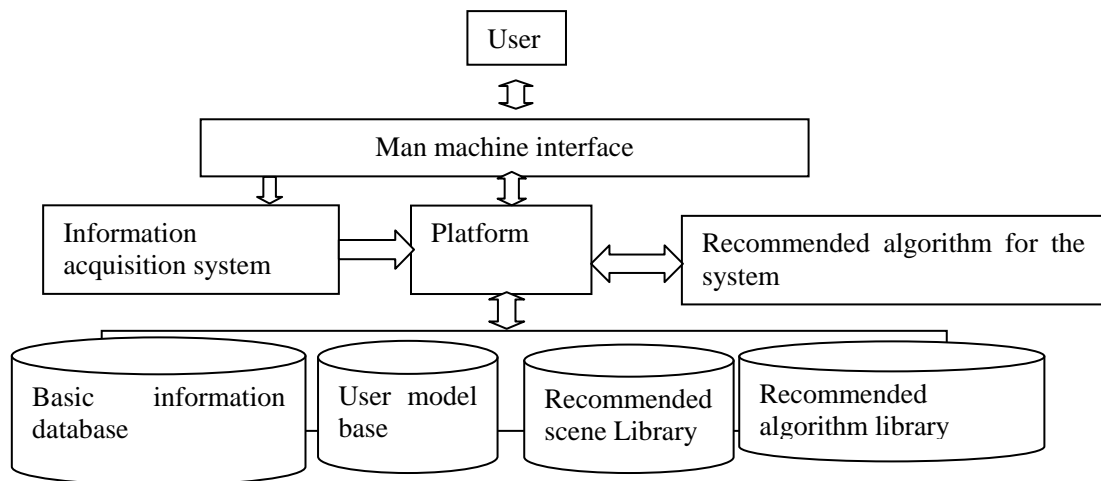 User
Man machine interface
Information
acquisition system
Platform
Recommended algorithm for the
system
Basic information
database
User model
base
Recommended
scene Library
Recommended
algorithm library